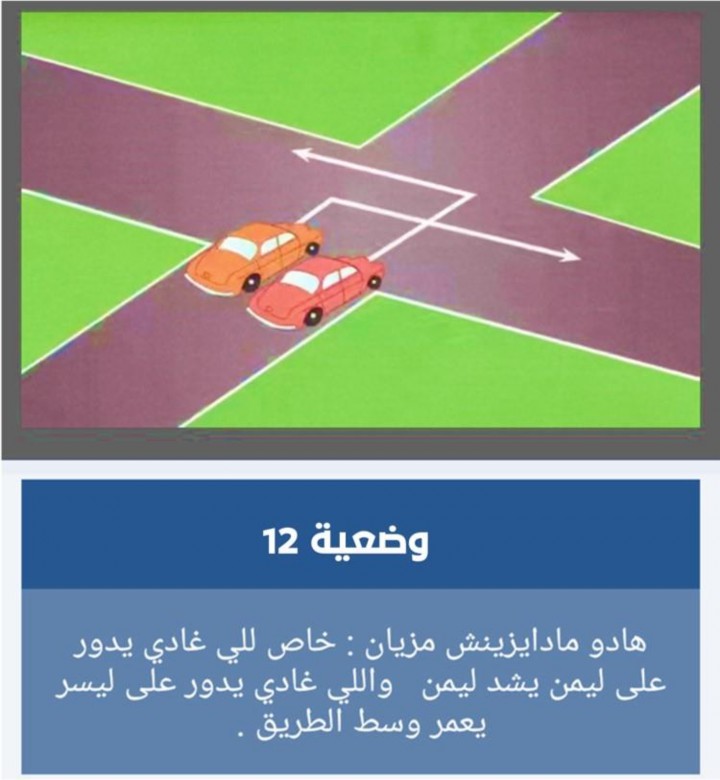 وضعية 12
هادو مادايزينش مزيان : خاص للي غادي يدور
على ليمن يشد ليمن   واللي غادي يدور على ليسر
يعمر وسط الطريق .